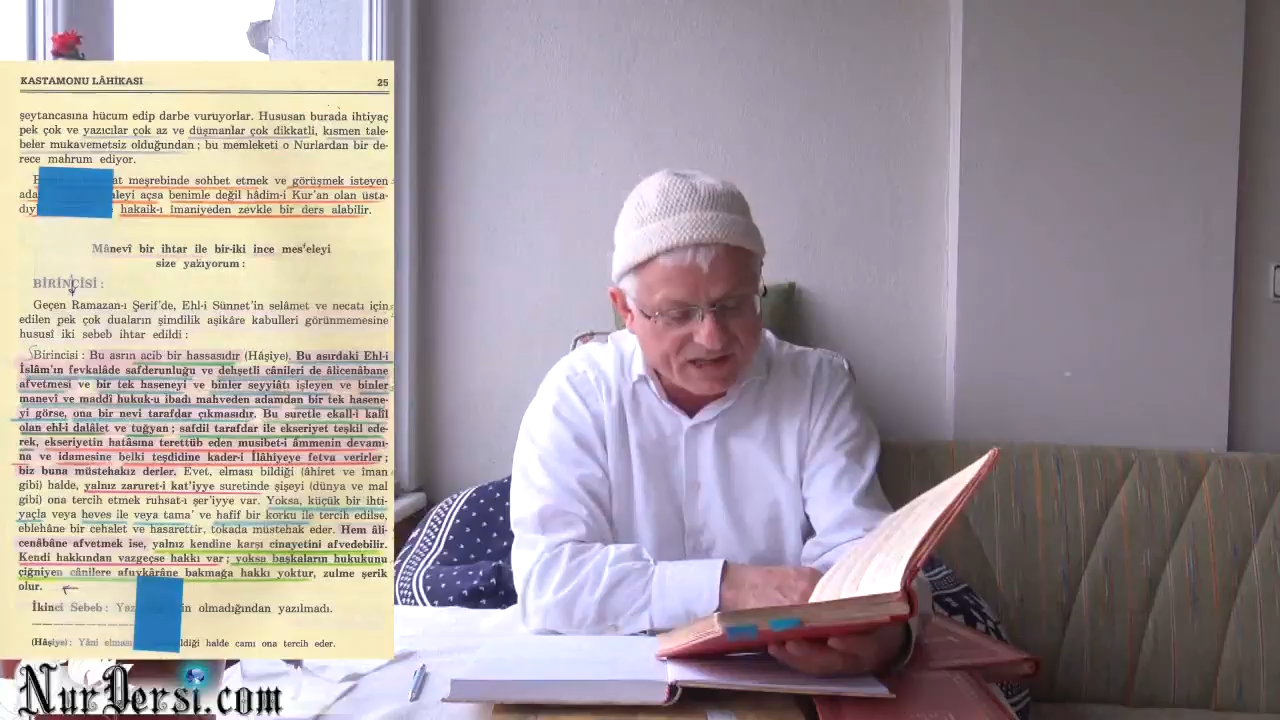 KASTAMONU LÂHİKASI 25
şeytancasına hücum edip darbe vuruyorlar. Hususan burada ihtiyaç
pek çok ve yazıcılar çok az ve düşmanlar çok dikkatli, kısmen tale-
beler mukavemetsiz olduğundan; bu memleketi o Nurlardan bir de-
rece mahrum ediyor.
meşrebinde sohbet etmek ve görüşmek isteyen
açsa benimle değil hâdim-i Kur'an olan üsta-
hakaik-ı imaniyeden zevkle bir ders alabilir.
Mânevî bir ihtar ile bir-iki ince mes'eleyi
size yazıyorum:
BİRİNCİSİ:
Geçen Ramazan-ı Şerif'de, Ehl-i Sünnet'in selâmet ve necatı için
edilen pek çok duaların şimdilik aşikâre kabulleri görünmemesine
hususî iki sebeb ihtar edildi:
Birincisi: Bu asrın acib bir hassasıdır (Hâşiye). Bu asırdaki Ehl-i
İslâm'ın fevkalâde safderunluğu ve dehşetli cânileri de âlicenâbane
afvetmesi ve bir tek haseneyi ve binler seyyiâtı işleyen ve binler
manevî ve maddî hukuk-u ibadı mahveden adamdan bir tek hasene-
yi görse, ona bir nevi tarafdar çıkmasıdır. Bu suretle ekall-i kalîl
olan ehl-i dalâlet ve tuğyan; safdil tarafdar ile ekseriyet teşkil ede-
rek, ekseriyetin hatâsına terettüb eden musibet-i âmmenin devamı-
na ve idamesine belki teşdidine kader-i İlâhiyeye fetva verirler;
biz buna müstehakız derler. Evet, elması bildiği (âhiret ve iman
gibi) halde, yalnız zaruret-i kat'iyye suretinde şişeyi (dünya ve mal
gibi) ona tercih etmek ruhsat-ı şer'iyye var. Yoksa, küçük bir ihti-
yaçla veya heves ile veya tama' ve hafif bir korku ile tercih edilse,
eblehâne bir cehalet ve hasarettir, tokada müstehak eder. Hem âli-
cenâbâne afvetmek ise, yalnız kendine karşı cinayetini afvedebilir.
Kendi hakkından vazgeçse hakkı var; yoksa başkaların hukukunu
çiğniyen cânilere afuvkârâne bakmağa hakkı yoktur, zulme şerik
olur.
İkinci Sebeb: olmadığından yazılmadı.
(Hâşiye): Yâni elması halde camı ona tercih eder.
NurDersi.com